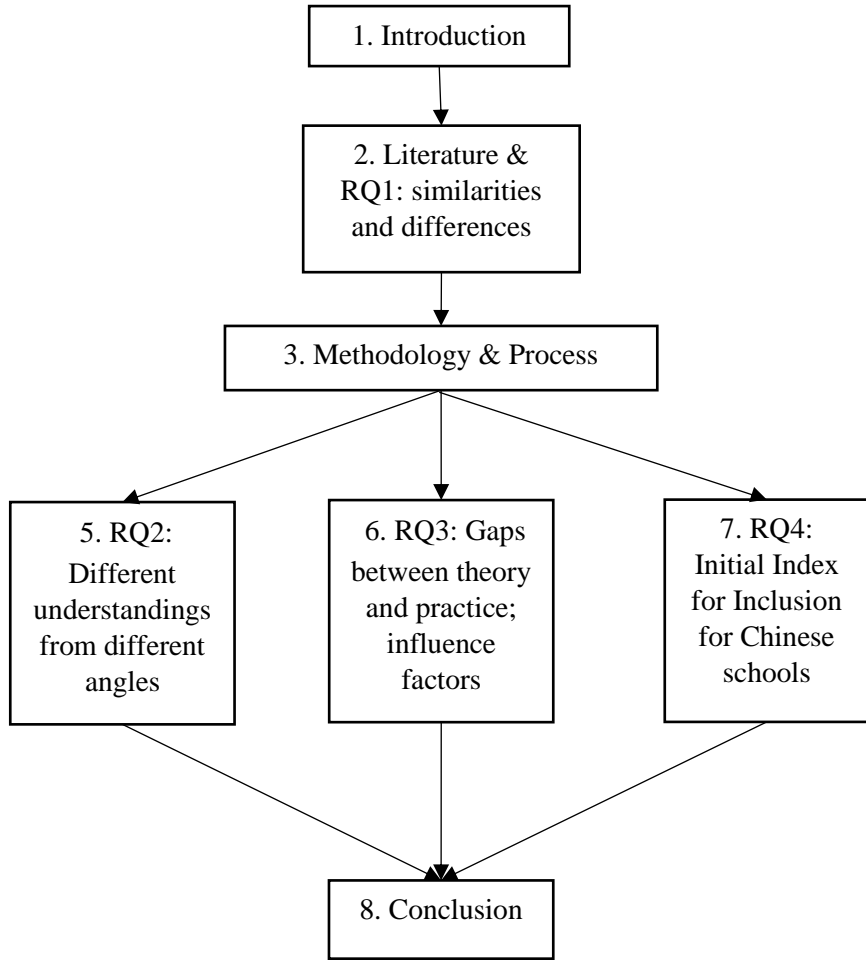 1. Introduction
2. Literature &
RQ1: similarities
and differences
3. Methodology & Process
5. RQ2:
Different
understandings
from different
angles
6. RQ3: Gaps
between theory
and practice;
influence
factors
7. RQ4:
Initial Index
for Inclusion
for Chinese
schools
8. Conclusion